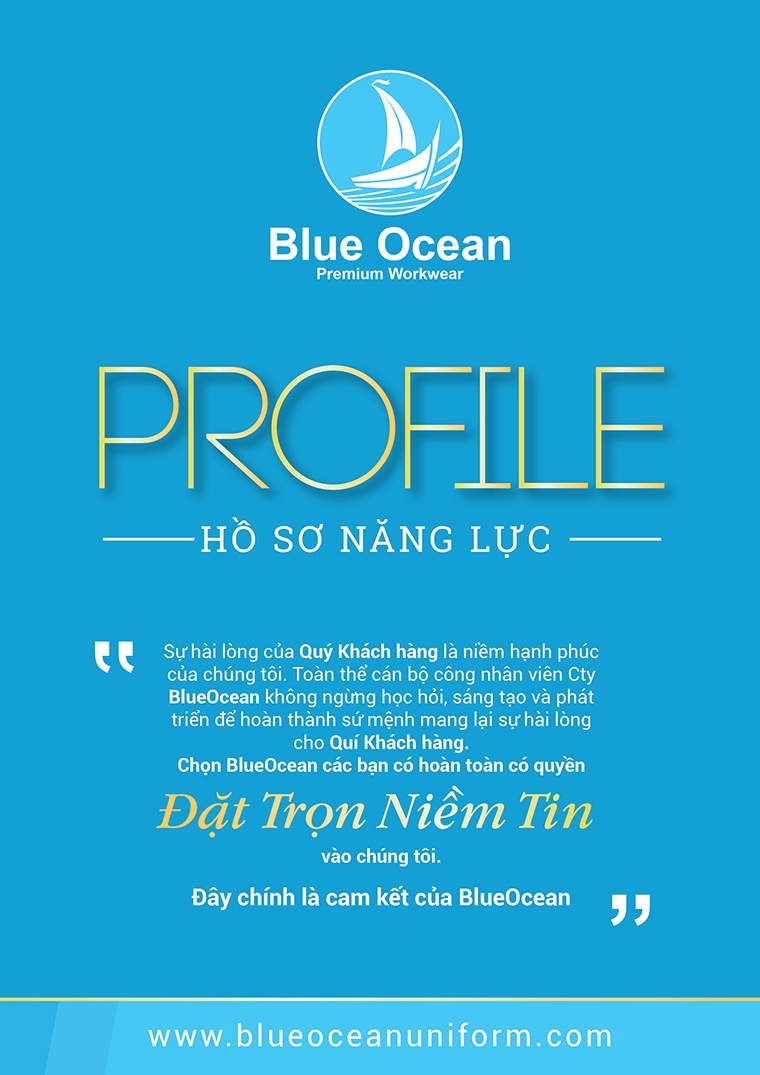 Blue Ocean
Premium Workwear
PROFILE
HỒ SƠ NĂNG LỰC
" Sự hài lòng của Quý Khách hàng là niềm hạnh phúc
của chúng tôi. Toàn thể cán bộ công nhân viên Cty
BlueOcean không ngừng học hỏi, sáng tạo và phát
triển để hoàn thành sứ mệnh mang lại sự hài lòng
cho Quí Khách hàng.
Chọn BlueOcean các bạn có hoàn toàn có quyền
Đặt Trọn Niềm Tin
vào chúng tôi.
Đây chính là cam kết của BlueOcean "
www.blueoceanuniform.com